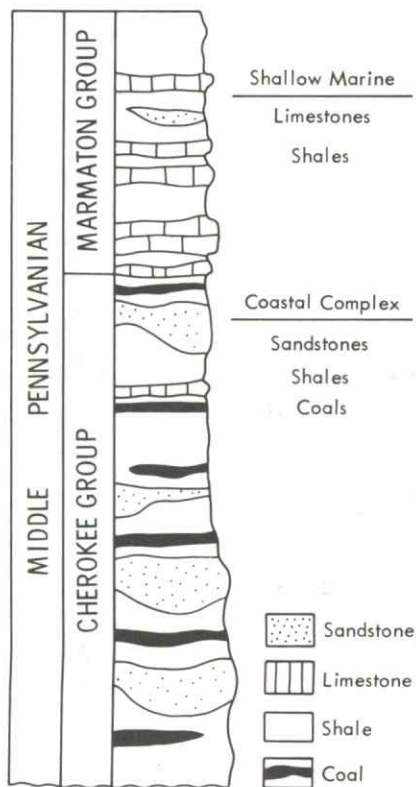 MIDDLE PENNSYLVANIAN
MARMATON GROUP
CHEROKEE GROUP
Shallow Marine
Limestones
Shales
Coastal Complex
Sandstones
Shales
Coals
Sandstone
Limestone
Shale
Coal